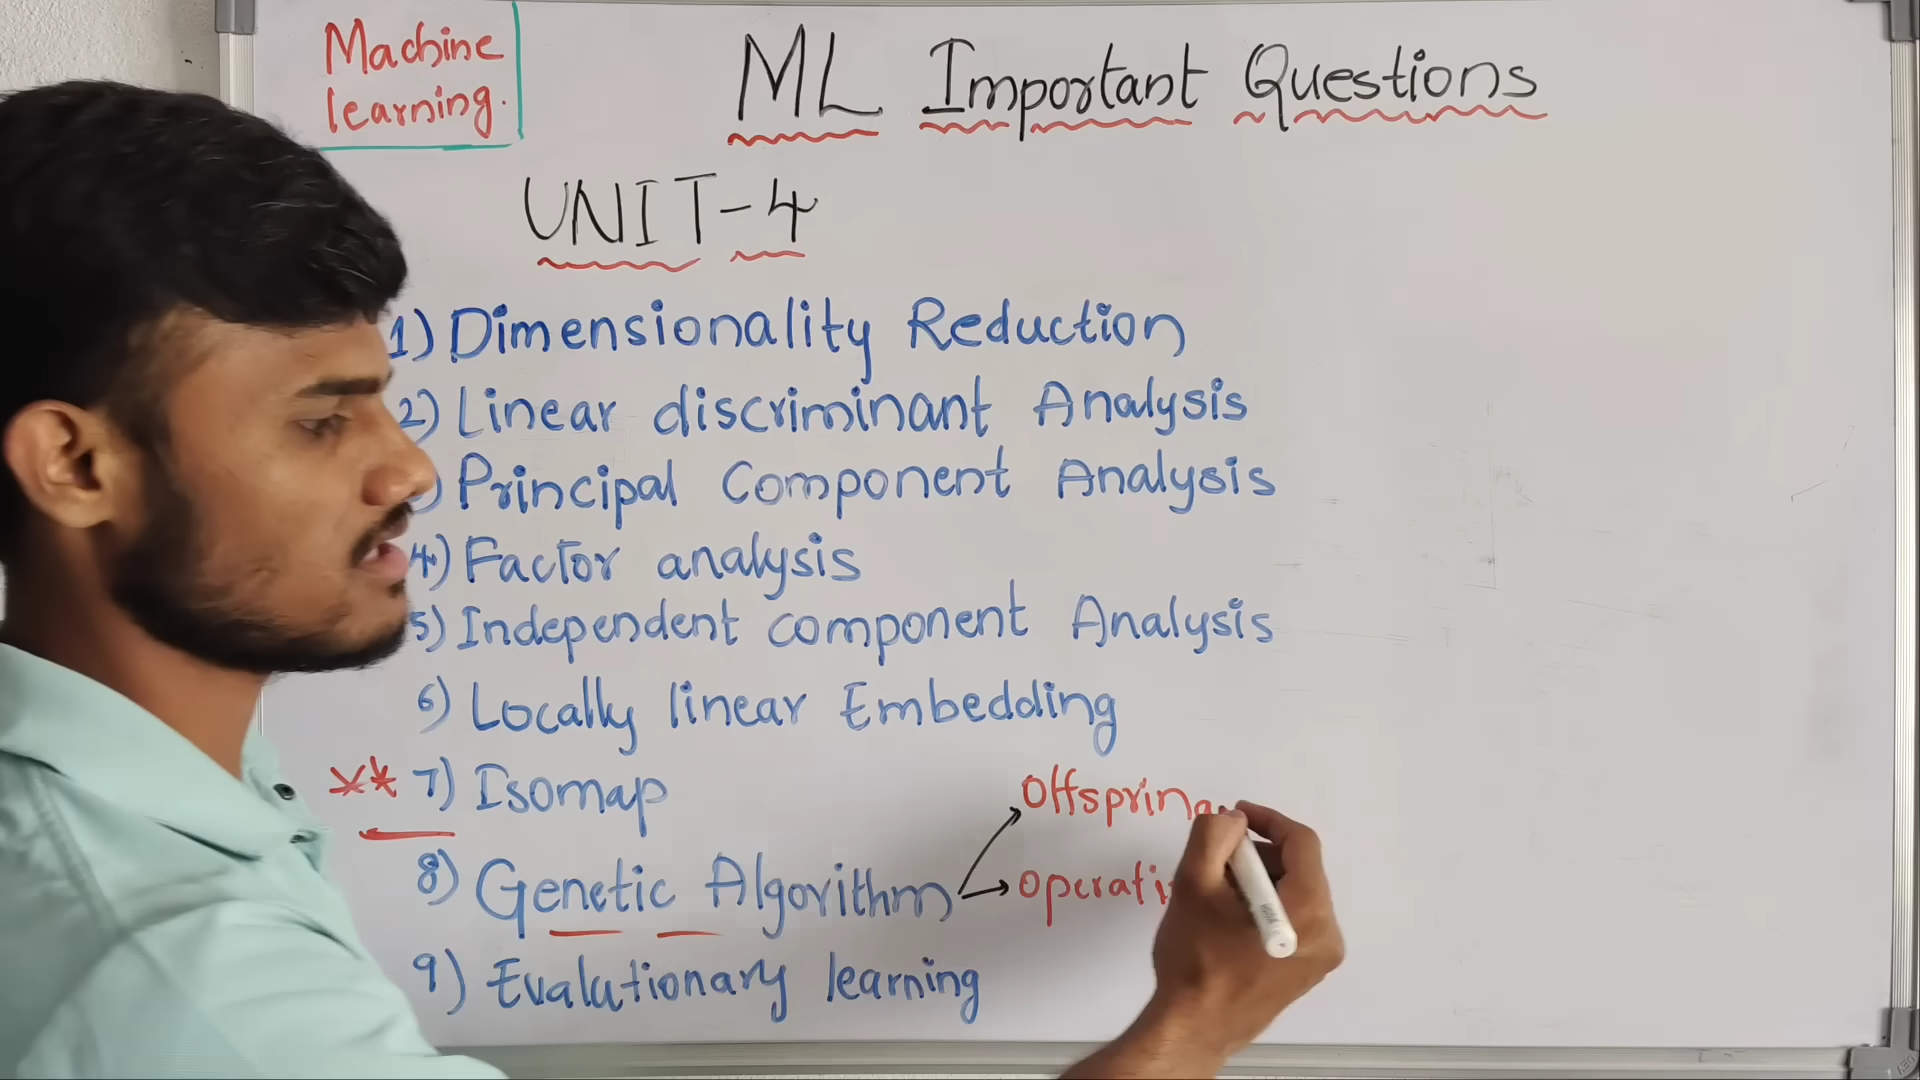 Machine
learning.
ML Important Questions
UNIT-4
1) Dimensionality Reduction
2) Linear discriminant Analysis
) Principal Component Analysis
4) Factor analysis
5) Independent component Analysis
6) Locally linear Embedding
** 7) Isomap
Offspring
8) Genetic Algorithm
9) Evalutionary learning